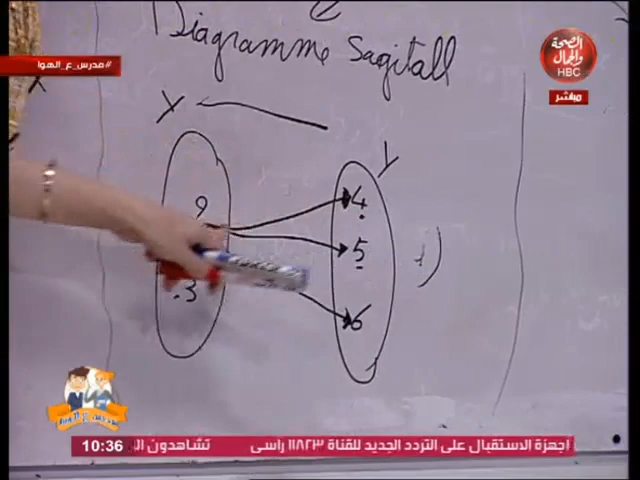 Diagramme Sagitall
#مدرس_ع_الهوا
الصحة
والجمال
HBC
مباشر
X
Y
9
4
5
3
6
10:36
اجهزة الاستقبال على التردد الجديد للقناة ١١٨٢٣ راسى
تشاهدون